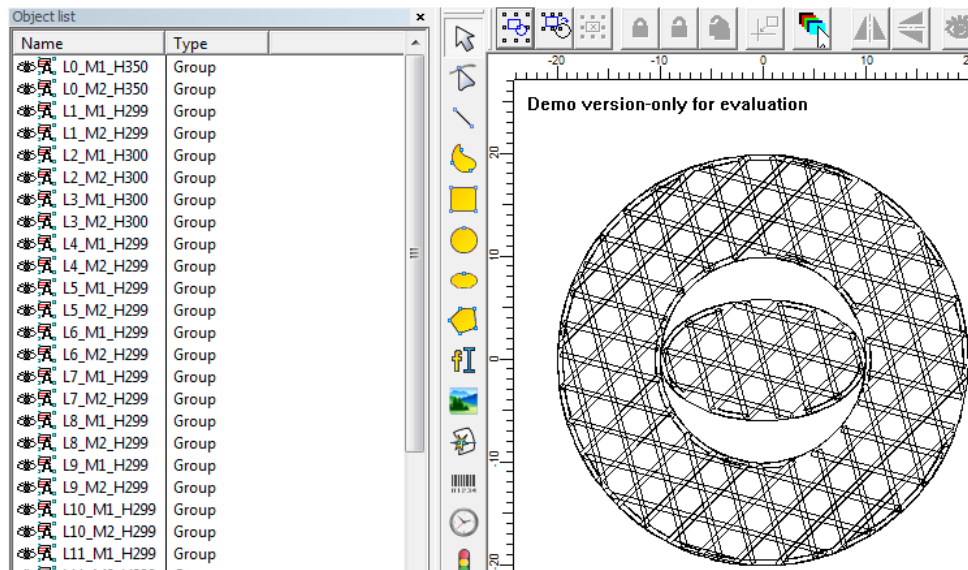 Object list
Name Type
L0_M1_H350 Group
L0_M2_H350 Group
L1_M1_H299 Group
L1_M2_H299 Group
L2_M1_H300 Group
L2_M2_H300 Group
L3_M1_H300 Group
L3_M2_H300 Group
L4_M1_H299 Group
L4_M2_H299 Group
L5_M1_H299 Group
L5_M2_H299 Group
L6_M1_H299 Group
L6_M2_H299 Group
L7_M1_H299 Group
L7_M2_H299 Group
L8_M1_H299 Group
L8_M2_H299 Group
L9_M1_H299 Group
L9_M2_H299 Group
L10_M1_H299 Group
L10_M2_H299 Group
L11_M1_H299 Group
01234
-20 -10 0 10
Demo version-only for evaluation
20
10
0
-10
-20